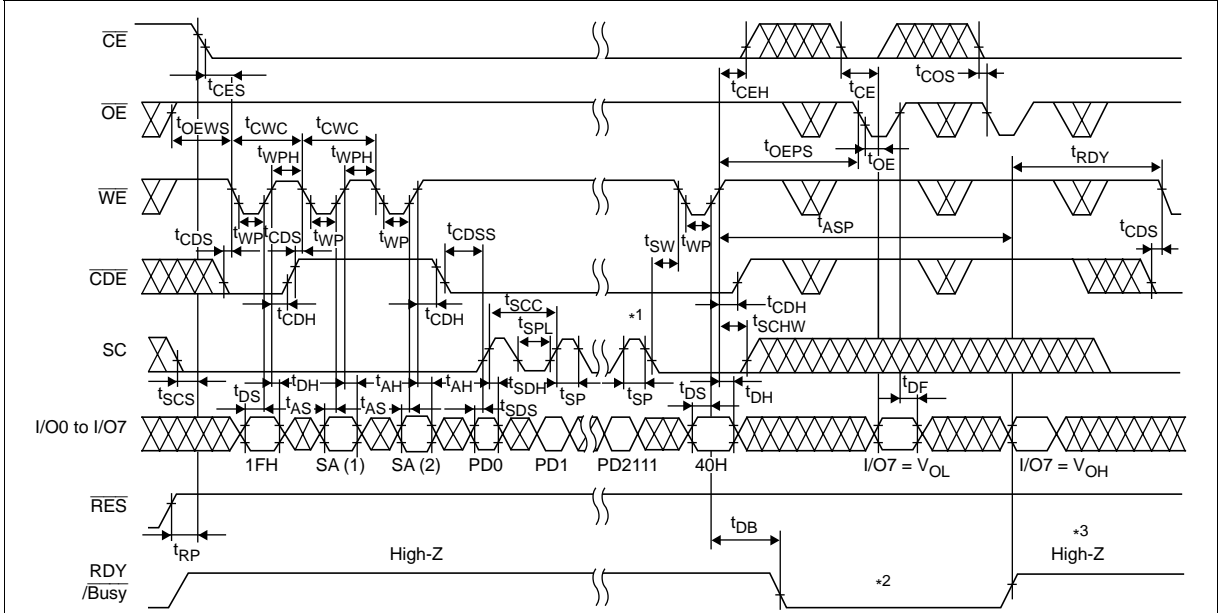 CE
tCES
tCEH
tCE
tCOS
OE
tOEWS
tCWC
tCWC
tWPH
tWPH
tOEPS
tOE
tRDY
WE
tCDS
tWP
tCDS
tWP
tWP
tCDSS
tSW
tWP
tASP
tCDS
CDE
tCDH
tCDH
tSCC
tSPL
*1
tCDH
tSCHW
SC
tSCS
tDS
tDH
tAS
tAH
tAS
tAH
tSDH
tSDS
tSP
tSP
tDS
tDH
tDF
I/O0 to I/O7
1FH
SA (1)
SA (2)
PD0
PD1
PD2111
40H
I/O7 = VOL
I/O7 = VOH
RES
tRP
High-Z
tDB
*3
High-Z
RDY
/Busy
*2